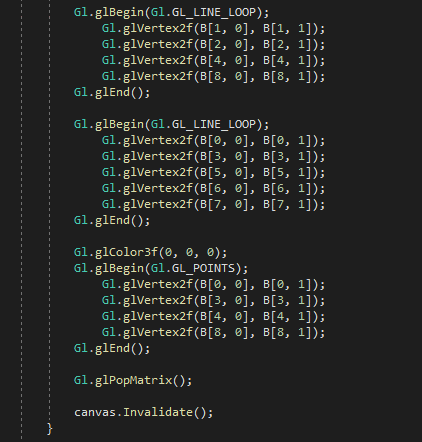 Gl.glBegin(Gl.GL_LINE_LOOP);
Gl.glVertex2f(B[1, 0], B[1, 1]);
Gl.glVertex2f(B[2, 0], B[2, 1]);
Gl.glVertex2f(B[4, 0], B[4, 1]);
Gl.glVertex2f(B[8, 0], B[8, 1]);
Gl.glEnd();
Gl.glBegin(Gl.GL_LINE_LOOP);
Gl.glVertex2f(B[0, 0], B[0, 1]);
Gl.glVertex2f(B[3, 0], B[3, 1]);
Gl.glVertex2f(B[5, 0], B[5, 1]);
Gl.glVertex2f(B[6, 0], B[6, 1]);
Gl.glVertex2f(B[7, 0], B[7, 1]);
Gl.glEnd();
Gl.glColor3f(0, 0, 0);
Gl.glBegin(Gl.GL_POINTS);
Gl.glVertex2f(B[0, 0], B[0, 1]);
Gl.glVertex2f(B[3, 0], B[3, 1]);
Gl.glVertex2f(B[4, 0], B[4, 1]);
Gl.glVertex2f(B[8, 0], B[8, 1]);
Gl.glEnd();
Gl.glPopMatrix();
canvas.Invalidate();
}